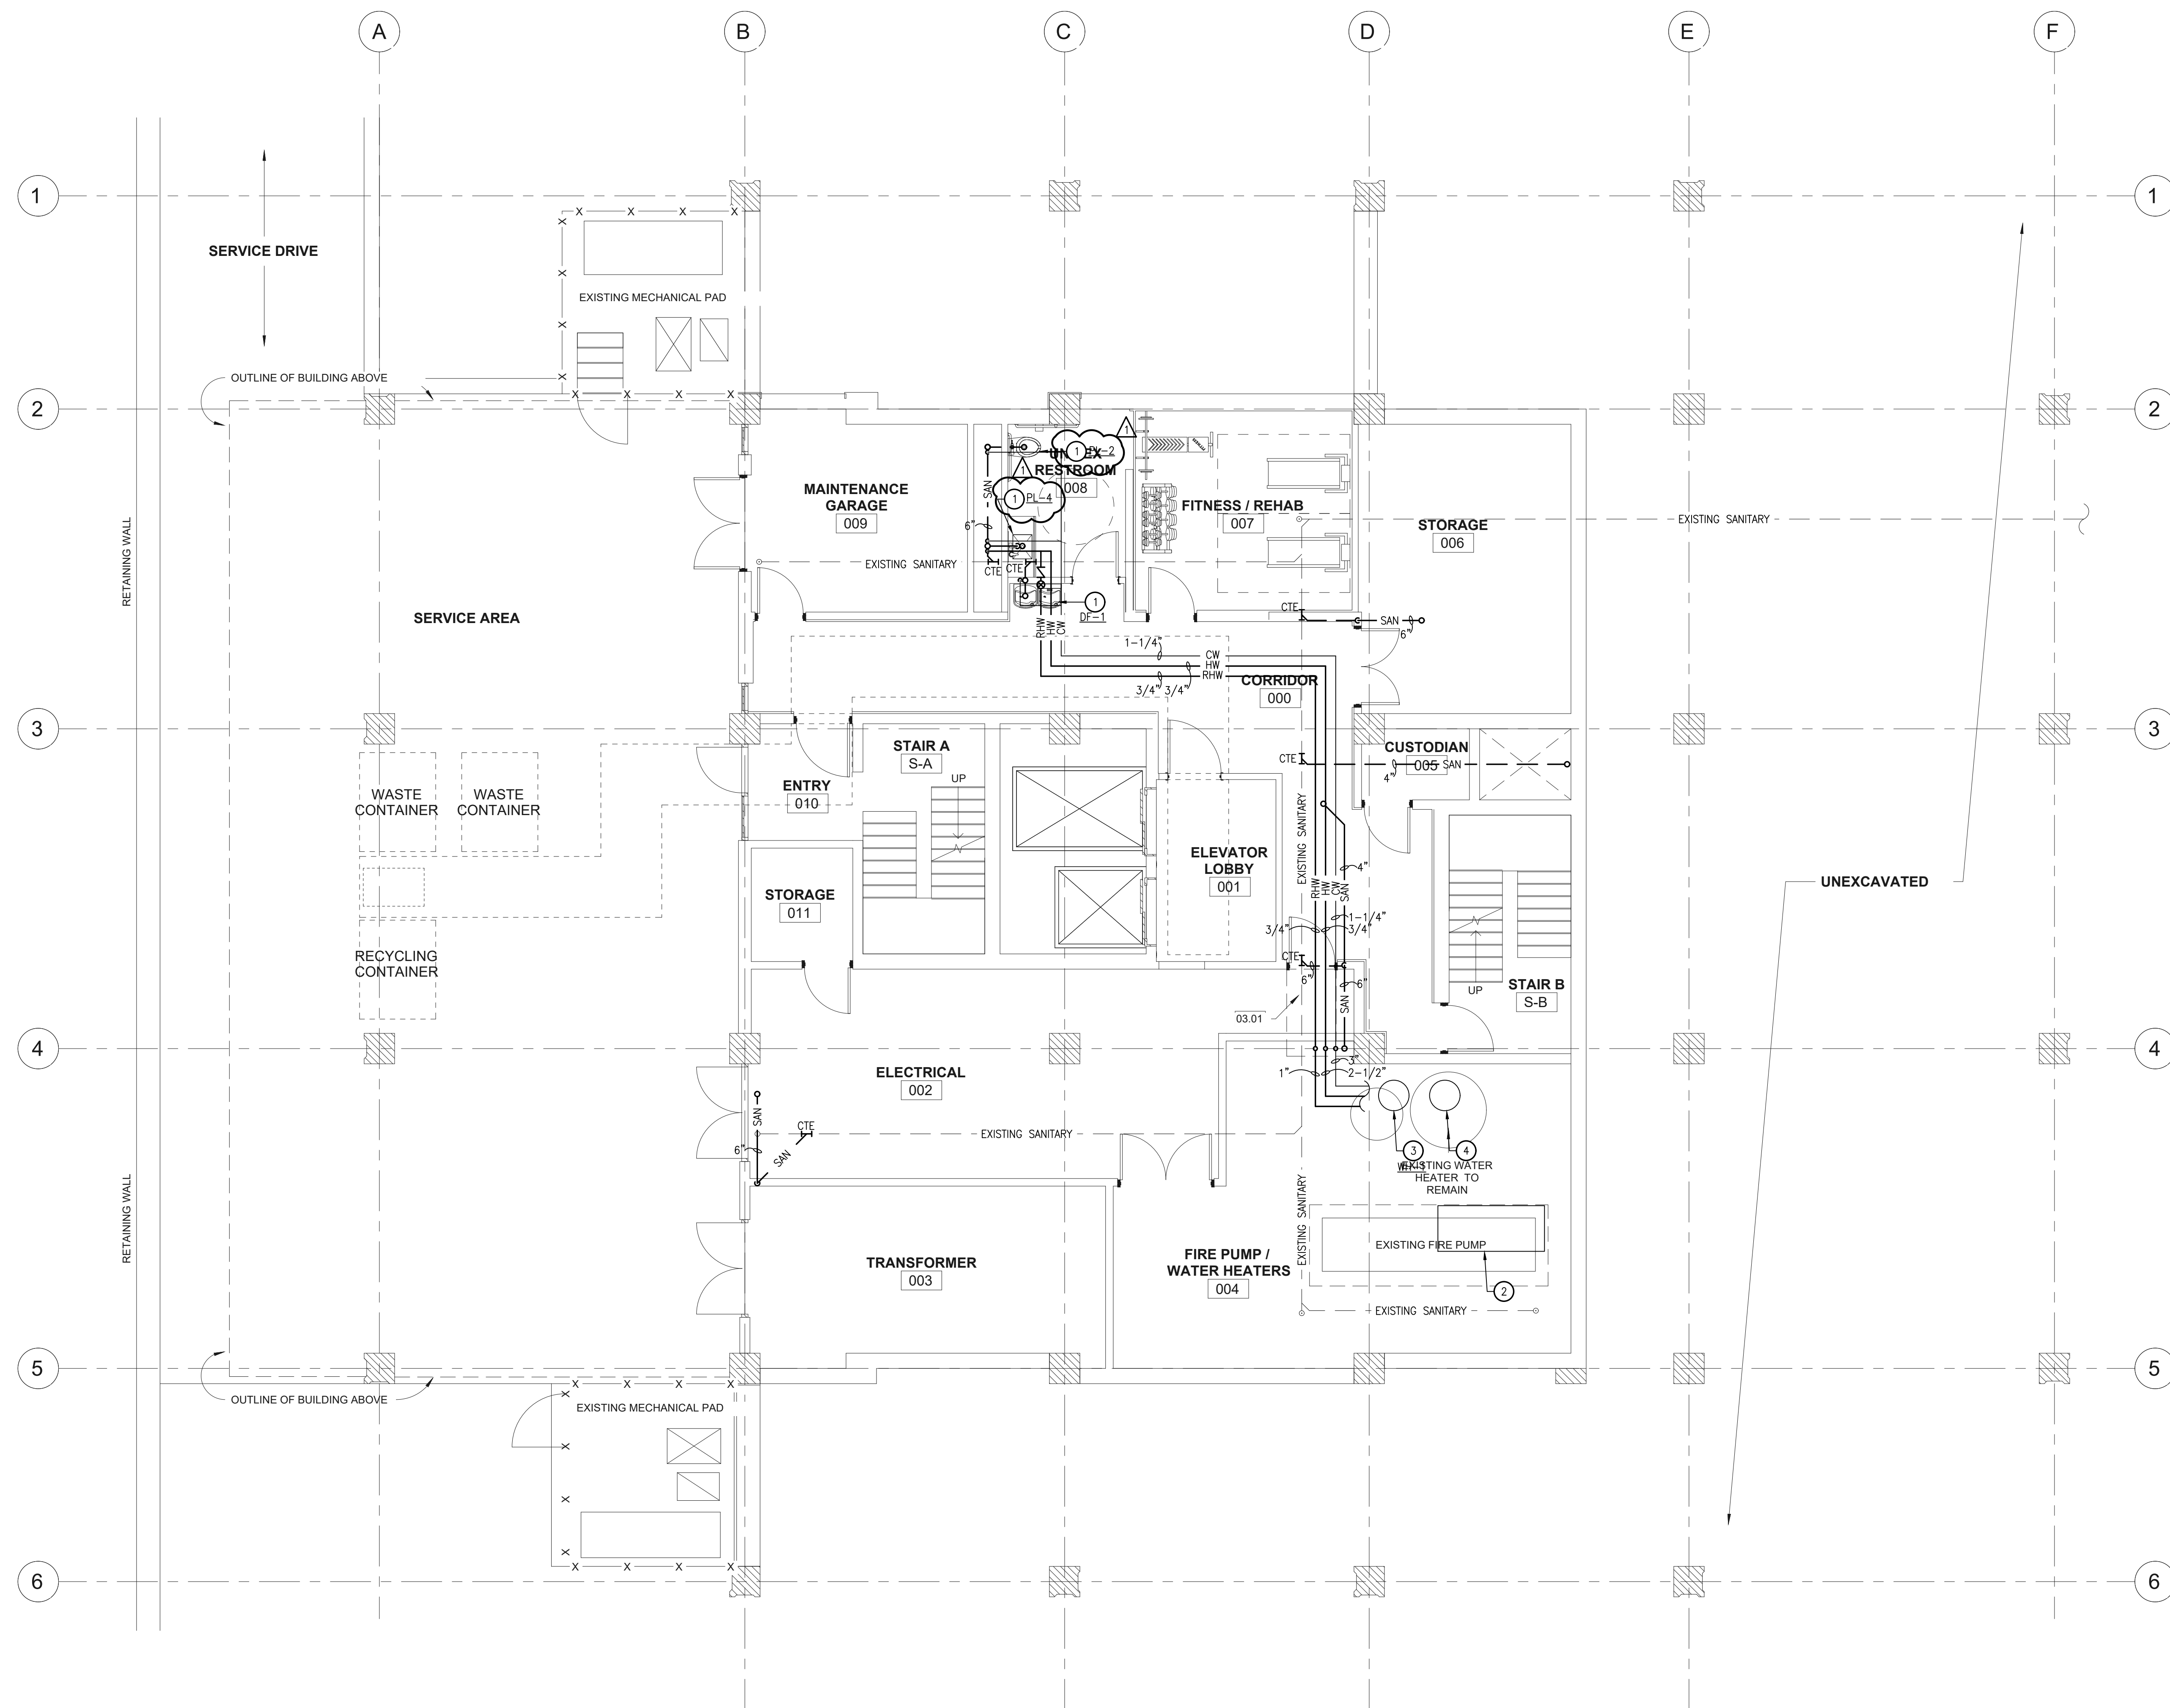 A B C D E F
1 1
SERVICE DRIVE
EXISTING MECHANICAL PAD
OUTLINE OF BUILDING ABOVE
2 2
RETAINING WALL
SERVICE AREA
MAINTENANCE
GARAGE
009
SAN
6"
EXISTING SANITARY
CTE
CTE
1
1 PL-2
RESTROOM
008
1
1 PL-4
FITNESS / REHAB
007
STORAGE
006
EXISTING SANITARY
1
DF-1
RHW
HW
CW
CTE
SAN
6"
1-1/4"
CW
HW
RHW
3/4" 3/4"
CORRIDOR
000
3 3
STAIR A
S-A
UP
ENTRY
010
CUSTODIAN
005
CTE
4"
SAN
WASTE
CONTAINER
WASTE
CONTAINER
RECYCLING
CONTAINER
STORAGE
011
ELEVATOR
LOBBY
001
EXISTING SANITARY
4"
RHW
HW
CW
SAN
1-1/4"
3/4"
3/4"
CTE
6"
6"
SAN
03.01
UP
STAIR B
S-B
UNEXCAVATED
4 4
ELECTRICAL
002
3"
1"
2-1/2"
SAN
CTE
6"
SAN
EXISTING SANITARY
3
4
EXISTING WATER
HEATER TO
REMAIN
RETAINING WALL
EXISTING SANITARY
TRANSFORMER
003
FIRE PUMP /
WATER HEATERS
004
EXISTING FIRE PUMP
2
EXISTING SANITARY
5 5
OUTLINE OF BUILDING ABOVE
EXISTING MECHANICAL PAD
6 6